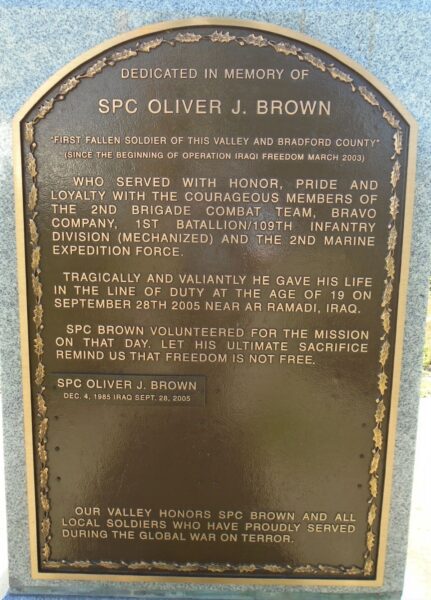 DEDICATED IN MEMORY OF
SPC OLIVER J. BROWN
"FIRST FALLEN SOLDIER OF THIS VALLEY AND BRADFORD COUNTY"
(SINCE THE BEGINNING OF OPERATION IRAQI FREEDOM MARCH 2003)
WHO SERVED WITH HONOR, PRIDE AND
LOYALTY WITH THE COURAGEOUS MEMBERS OF
THE 2ND BRIGADE COMBAT TEAM, BRAVO
COMPANY, 1ST BATALLION/109TH INFANTRY
DIVISION (MECHANIZED) AND THE 2ND MARINE
EXPEDITION FORCE.
TRAGICALLY AND VALIANTLY HE GAVE HIS LIFE
IN THE LINE OF DUTY AT THE AGE OF 19 ON
SEPTEMBER 28TH 2005 NEAR AR RAMADI, IRAQ.
SPC BROWN VOLUNTEERED FOR THE MISSION
ON THAT DAY. LET HIS ULTIMATE SACRIFICE
REMIND US THAT FREEDOM IS NOT FREE.
SPC OLIVER J. BROWN
DEC. 4, 1985 IRAQ SEPT. 28, 2005
OUR VALLEY HONORS SPC BROWN AND ALL
LOCAL SOLDIERS WHO HAVE PROUDLY SERVED
DURING THE GLOBAL WAR ON TERROR.